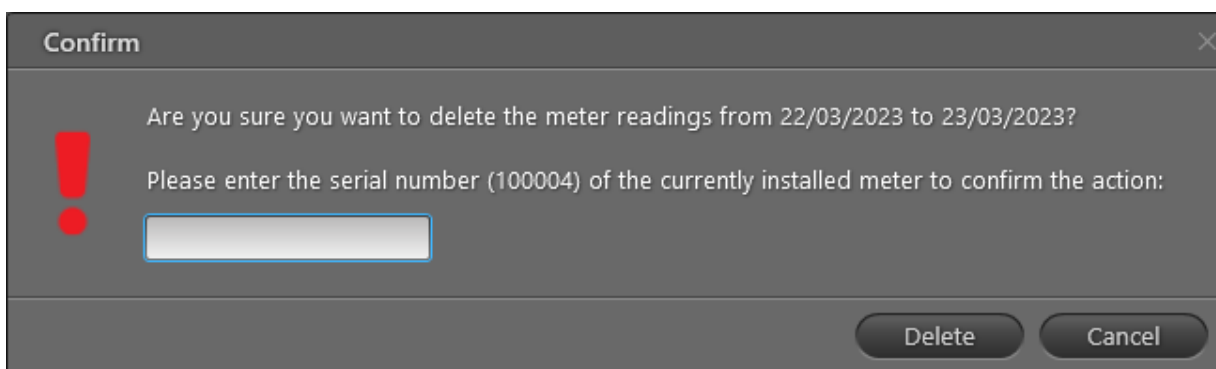 Confirm
Are you sure you want to delete the meter readings from 22/03/2023 to 23/03/2023?
Please enter the serial number (100004) of the currently installed meter to confirm the action:
Delete Cancel